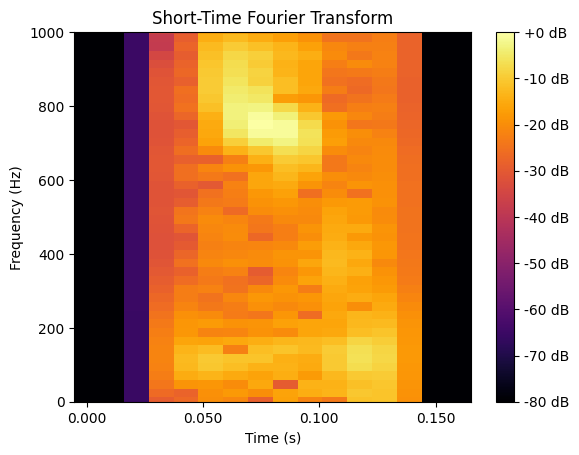 Short-Time Fourier Transform
1000
800
600
400
200
0
Frequency (Hz)
0.000
0.050
0.100
0.150
Time (s)
+0 dB
-10 dB
-20 dB
-30 dB
-40 dB
-50 dB
-60 dB
-70 dB
-80 dB